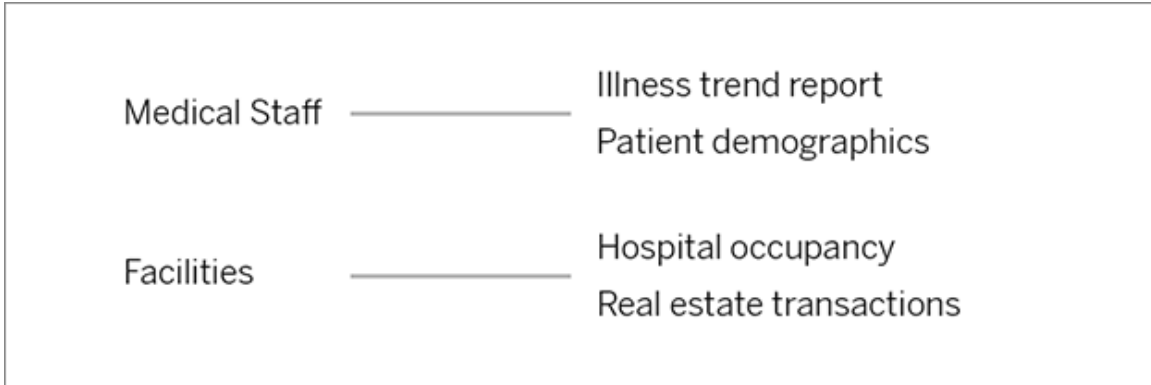 Medical Staff
Illness trend report
Patient demographics
Facilities
Hospital occupancy
Real estate transactions